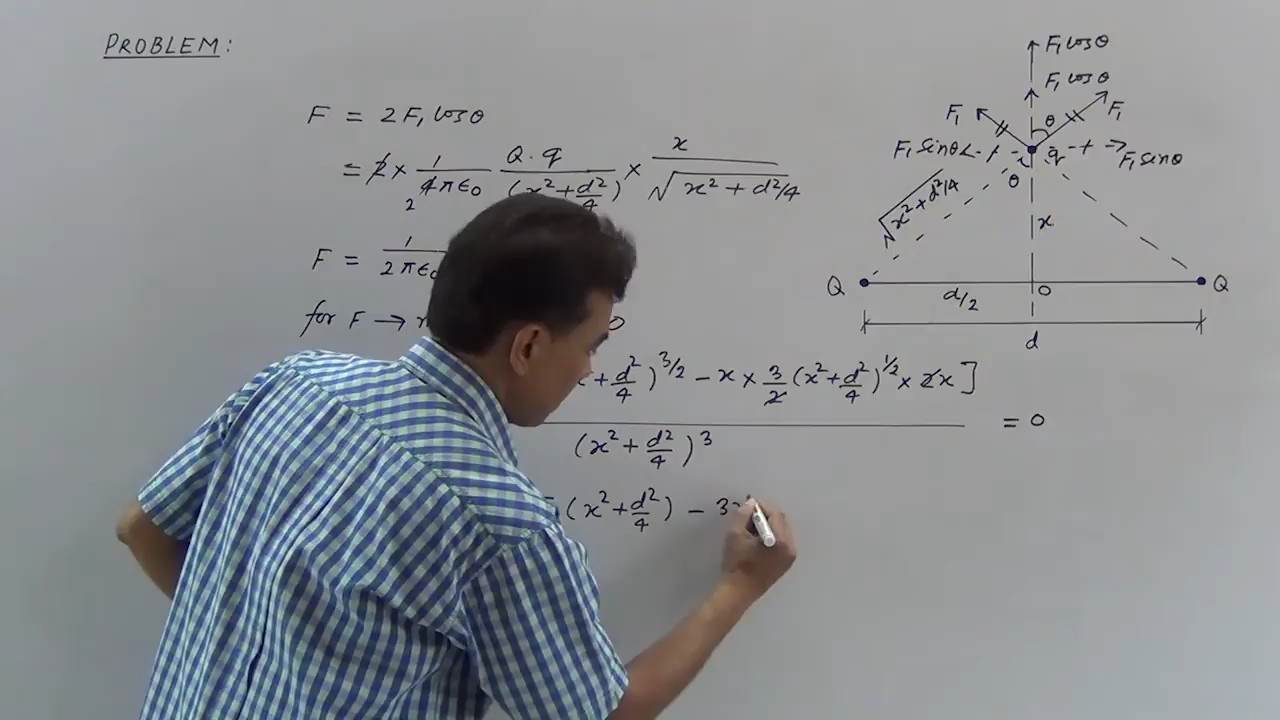 PROBLEM:
F = 2F₁ cosθ
= 2 × 1/4πϵ₀ 2 Q.q/(x²+d²/4) × x/√x²+d²/4
F = 1/2πϵ₀
for F → 0
x+d²/4)^3/2 − x × 3/2 (x²+d²/4)^1/2 × 2x]
(x²+d²/4)³
= 0
[(x²+d²/4) − 3x
F₁ cosθ
F₁ cosθ
F₁ θ F₁
F₁ sinθ q F₁ sinθ
θ
√x²+d²/4
x
Q d/2 O Q
d